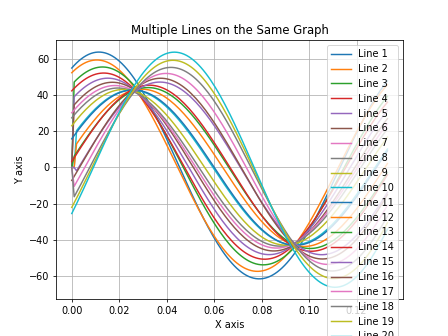 Multiple Lines on the Same Graph
Y axis
60
40
20
0
−20
−40
−60
0.00
0.02
0.04
0.06
0.08
0.10
X axis
Line 1
Line 2
Line 3
Line 4
Line 5
Line 6
Line 7
Line 8
Line 9
Line 10
Line 11
Line 12
Line 13
Line 14
Line 15
Line 16
Line 17
Line 18
Line 19
Line 20